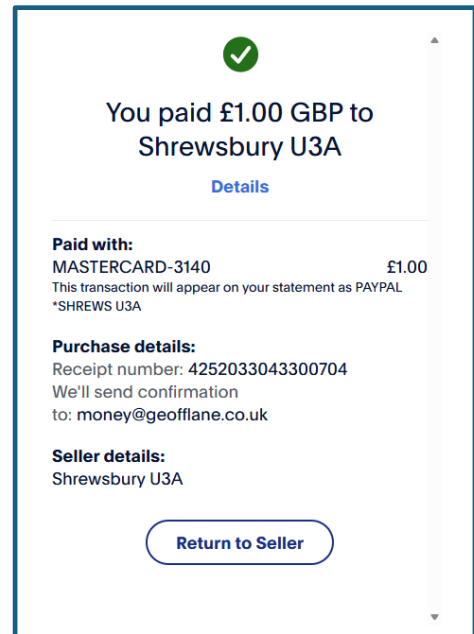 You paid £1.00 GBP to
Shrewsbury U3A
Details
Paid with:
MASTERCARD-3140 £1.00
This transaction will appear on your statement as PAYPAL
*SHREWS U3A
Purchase details:
Receipt number: 4252033043300704
We'll send confirmation
to: money@geofflane.co.uk
Seller details:
Shrewsbury U3A
Return to Seller